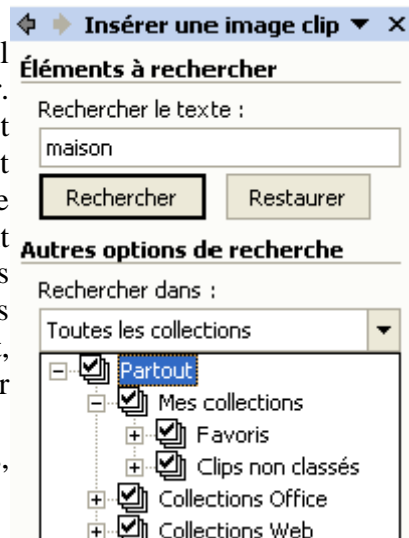 Insérer une image clip
Éléments à rechercher
Rechercher le texte :
maison
Rechercher Restaurer
Autres options de recherche
Rechercher dans :
Toutes les collections
Partout
Mes collections
Favoris
Clips non classés
Collections Office
Collections Web